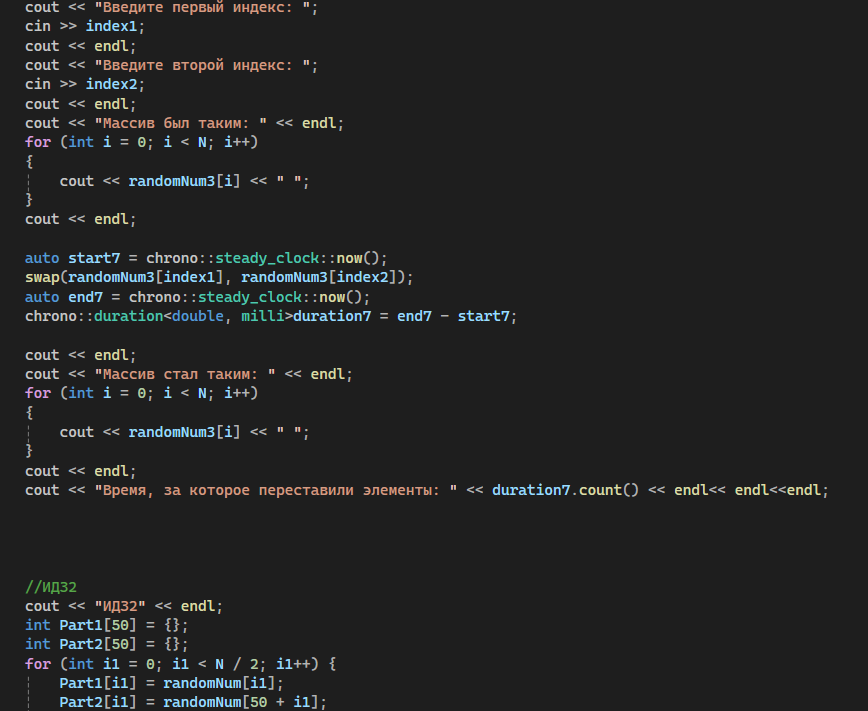 cout << "Введите первый индекс: ";
cin >> index1;
cout << endl;
cout << "Введите второй индекс: ";
cin >> index2;
cout << endl;
cout << "Массив был таким: " << endl;
for (int i = 0; i < N; i++)
{
cout << randomNum3[i] << " ";
}
cout << endl;
auto start7 = chrono::steady_clock::now();
swap(randomNum3[index1], randomNum3[index2]);
auto end7 = chrono::steady_clock::now();
chrono::duration<double, milli>duration7 = end7 - start7;
cout << endl;
cout << "Массив стал таким: " << endl;
for (int i = 0; i < N; i++)
{
cout << randomNum3[i] << " ";
}
cout << endl;
cout << "Время, за которое переставили элементы: " << duration7.count() << endl<< endl<<endl;
//ИДЗ2
cout << "ИДЗ2" << endl;
int Part1[50] = {};
int Part2[50] = {};
for (int i1 = 0; i1 < N / 2; i1++) {
Part1[i1] = randomNum[i1];
Part2[i1] = randomNum[50 + i1];